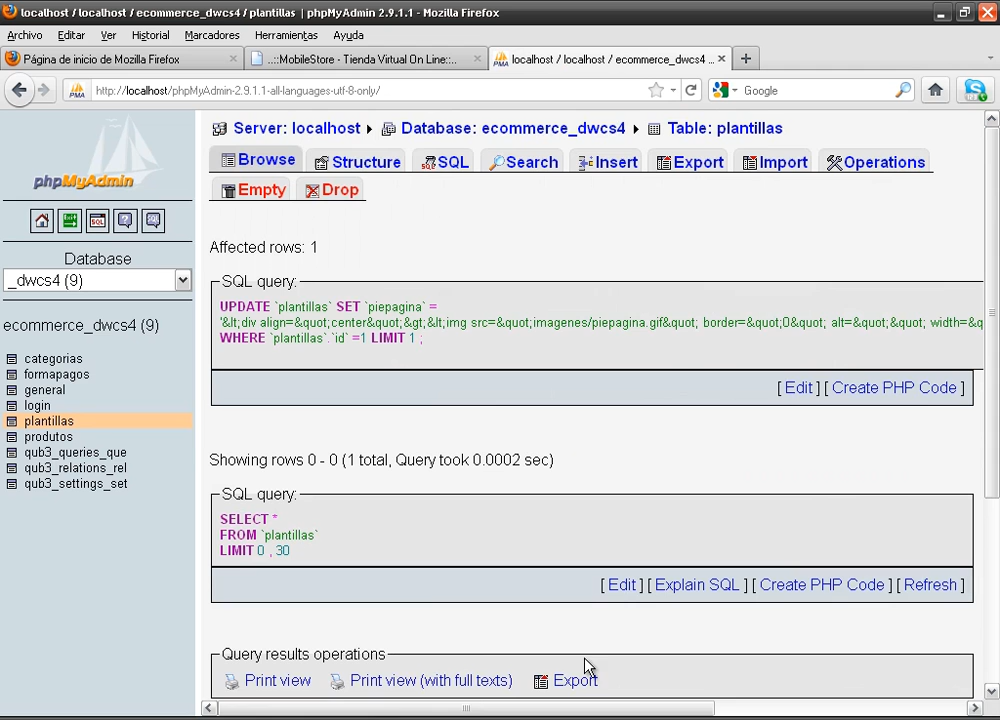 localhost / localhost / ecommerce_dwcs4 / plantillas | phpMyAdmin 2.9.1.1 - Mozilla Firefox
Archivo Editar Ver Historial Marcadores Herramientas Ayuda
Página de inicio de Mozilla Firefox
..::MobileStore - Tienda Virtual On Line::...
localhost / localhost / ecommerce_dwcs4 ...
http://localhost/phpMyAdmin-2.9.1.1-all-languages-utf-8-only/
Google
phpMyAdmin
Database
_dwcs4 (9)
ecommerce_dwcs4 (9)
categorias
formapagos
general
login
plantillas
produtos
qub3_queries_que
qub3_relations_rel
qub3_settings_set
Server: localhost Database: ecommerce_dwcs4 Table: plantillas
Browse Structure SQL Search Insert Export Import Operations
Empty Drop
Affected rows: 1
SQL query:
UPDATE `plantillas` SET `piepagina` =
'&lt;div align=&quot;center&quot;&gt;&lt;img src=&quot;imagenes/piepagina.gif&quot; border=&quot;0&quot; alt=&quot;&quot; width=&q
WHERE `plantillas`.`id` =1 LIMIT 1 ;
[ Edit ] [ Create PHP Code ]
Showing rows 0 - 0 (1 total, Query took 0.0002 sec)
SQL query:
SELECT *
FROM `plantillas`
LIMIT 0 , 30
[ Edit ] [ Explain SQL ] [ Create PHP Code ] [ Refresh ]
Query results operations
Print view Print view (with full texts) Export